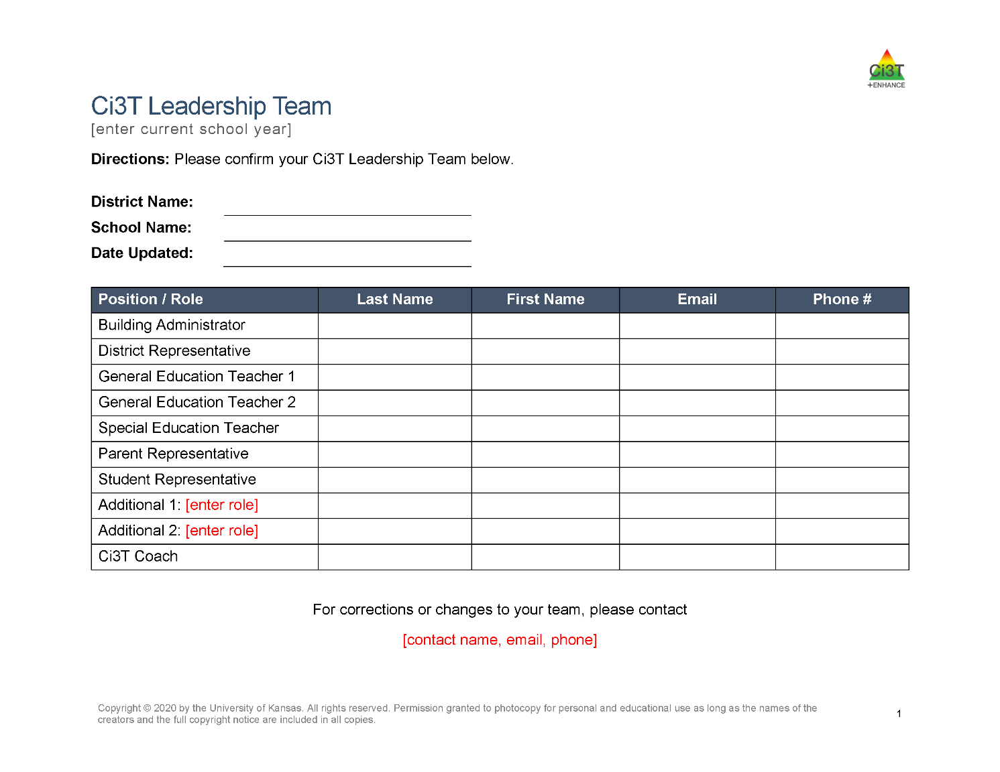 Ci3T
+ENHANCE
Ci3T Leadership Team
[enter current school year]
Directions: Please confirm your Ci3T Leadership Team below.
District Name:
School Name:
Date Updated:
Position / Role Last Name First Name Email Phone #
Building Administrator
District Representative
General Education Teacher 1
General Education Teacher 2
Special Education Teacher
Parent Representative
Student Representative
Additional 1: [enter role]
Additional 2: [enter role]
Ci3T Coach
For corrections or changes to your team, please contact
[contact name, email, phone]
Copyright © 2020 by the University of Kansas. All rights reserved. Permission granted to photocopy for personal and educational use as long as the names of the
creators and the full copyright notice are included in all copies.
1